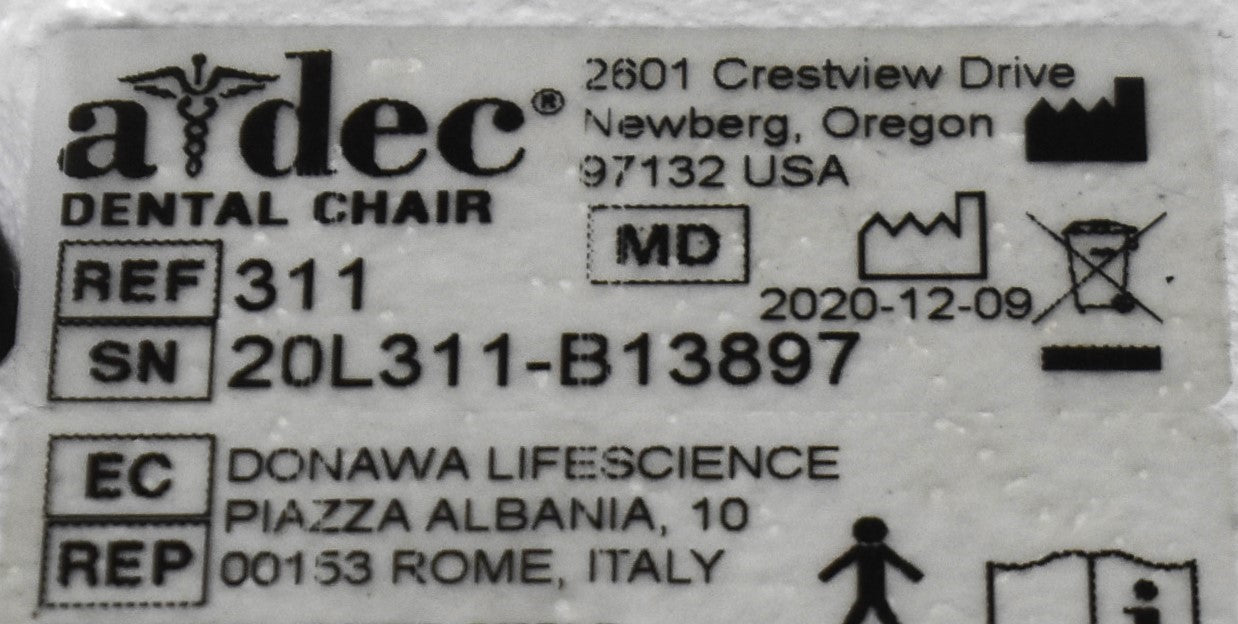 a dec®
DENTAL CHAIR
2601 Crestview Drive
Newberg, Oregon
97132 USA
MD
2020-12-09
REF 311
SN 20L311-B13897
EC REP
DONAWA LIFESCIENCE
PIAZZA ALBANIA, 10
00153 ROME, ITALY
i